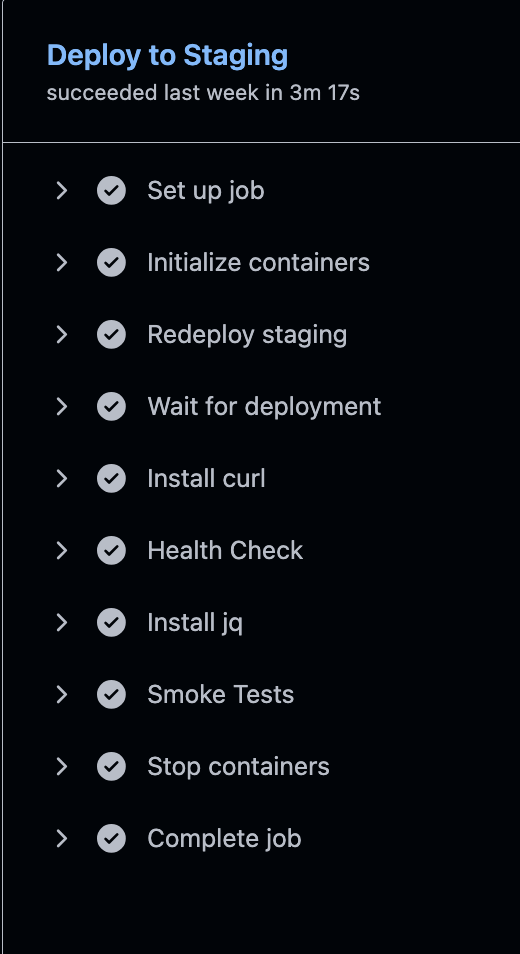 Deploy to Staging
succeeded last week in 3m 17s
Set up job
Initialize containers
Redeploy staging
Wait for deployment
Install curl
Health Check
Install jq
Smoke Tests
Stop containers
Complete job